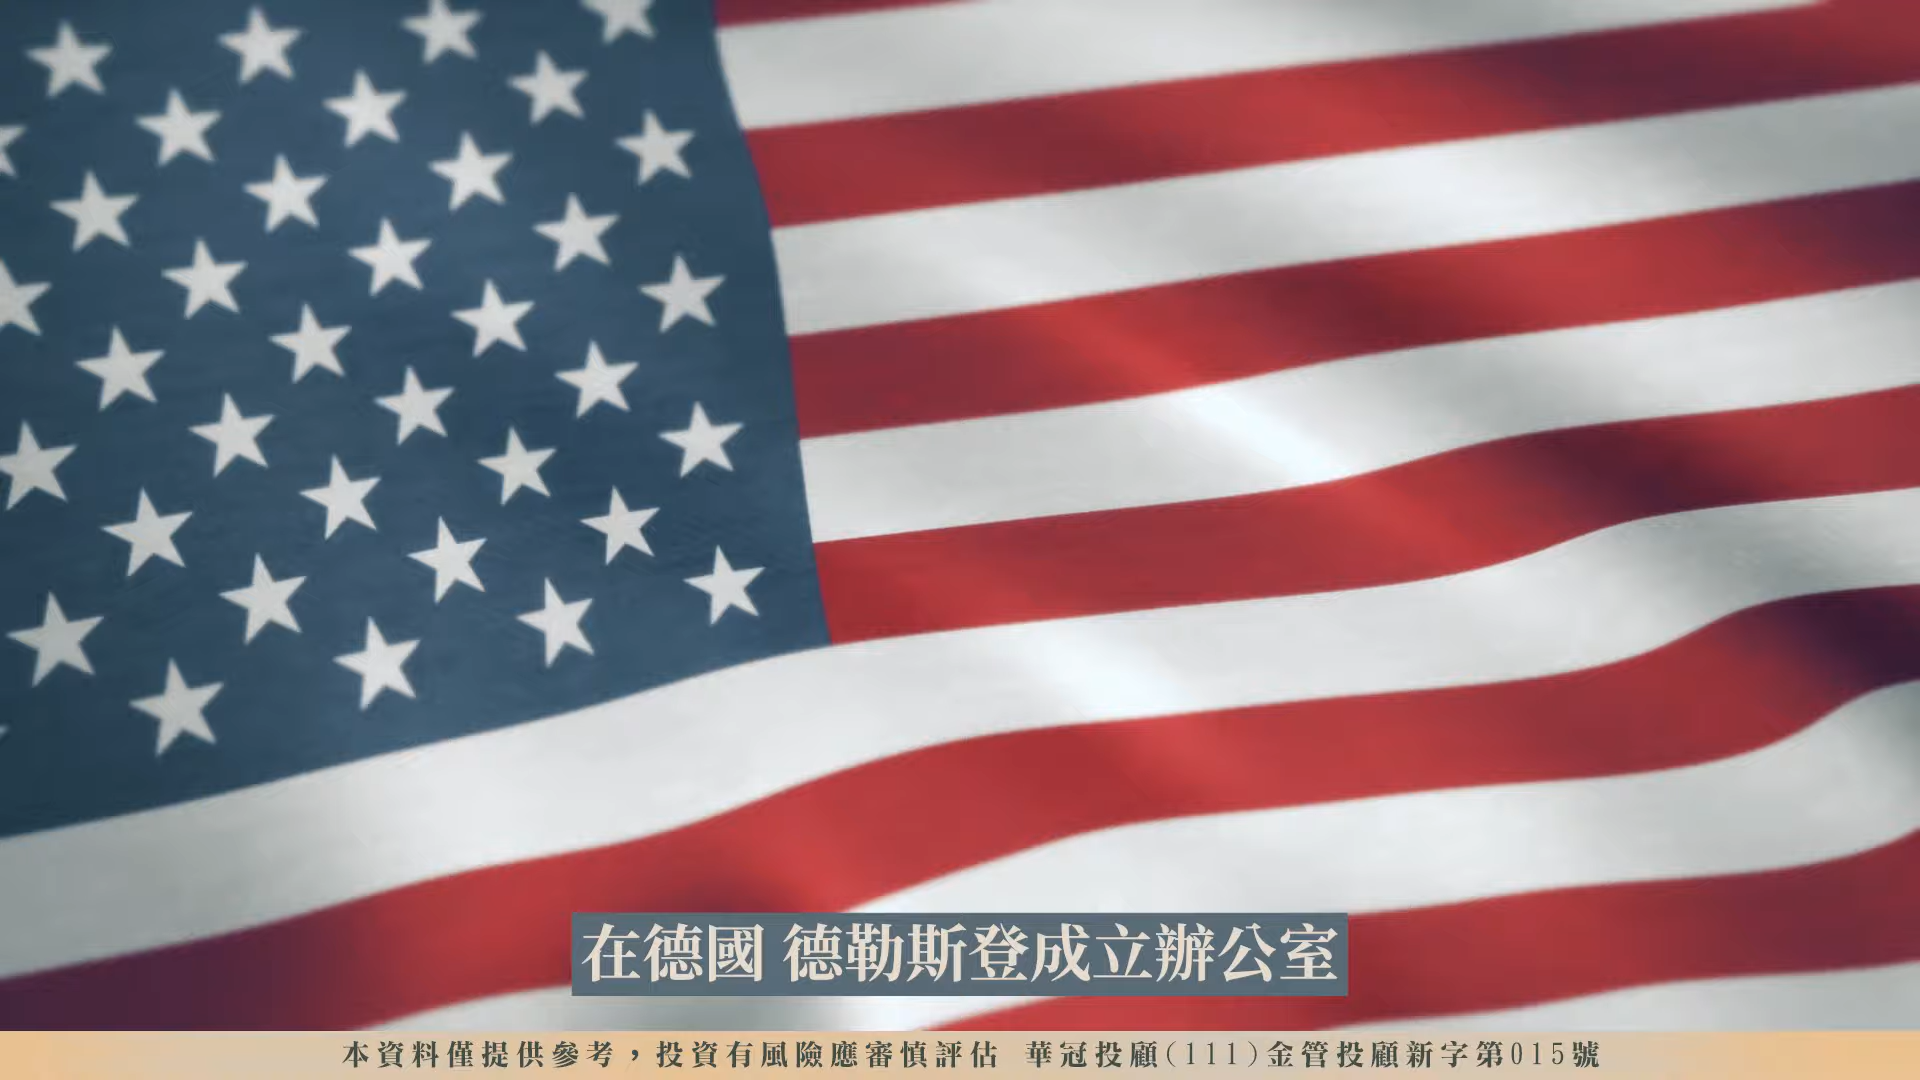 在德國 德勒斯登成立辦公室
本資料僅提供參考，投資有風險應審慎評估 華冠投顧(111)金管投顧新字第015號